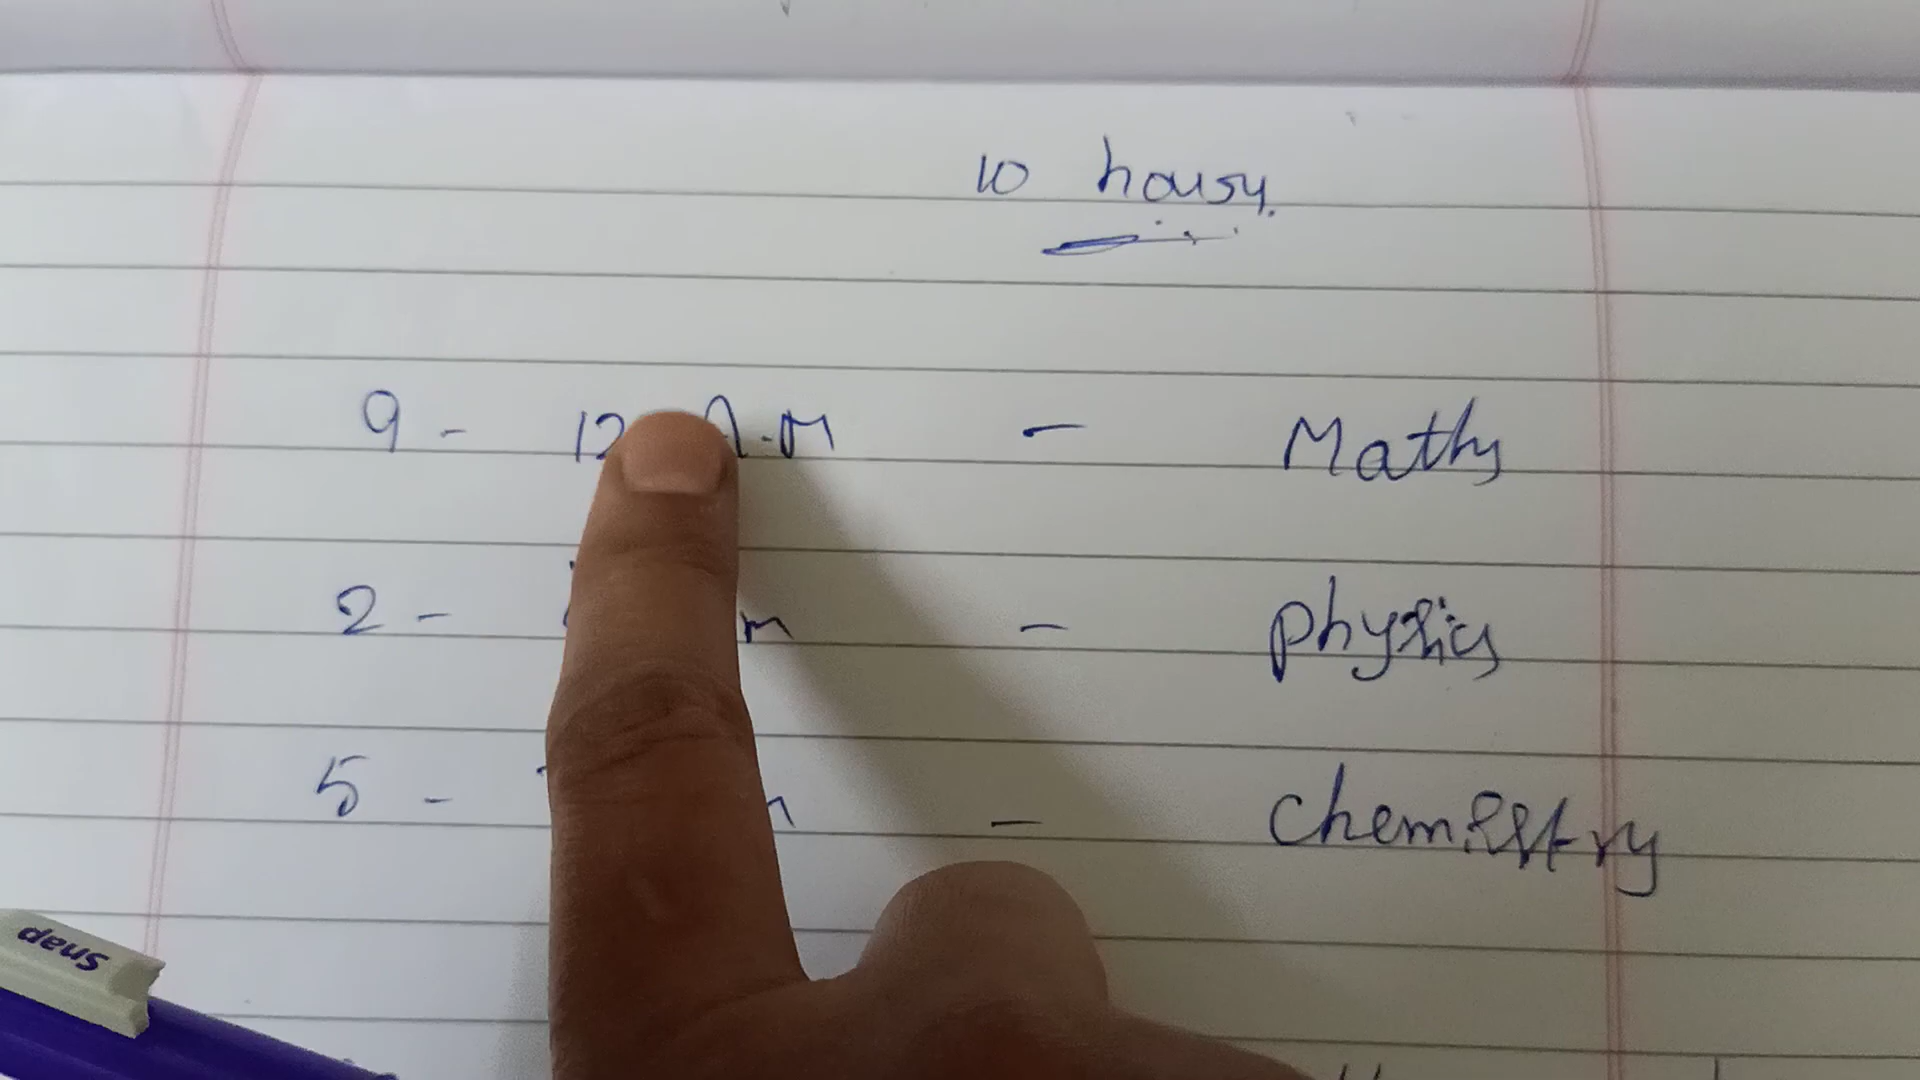 10 hours.
9 - 12 A.M - Maths
2 - m - physics
5 - - chemistry
snap